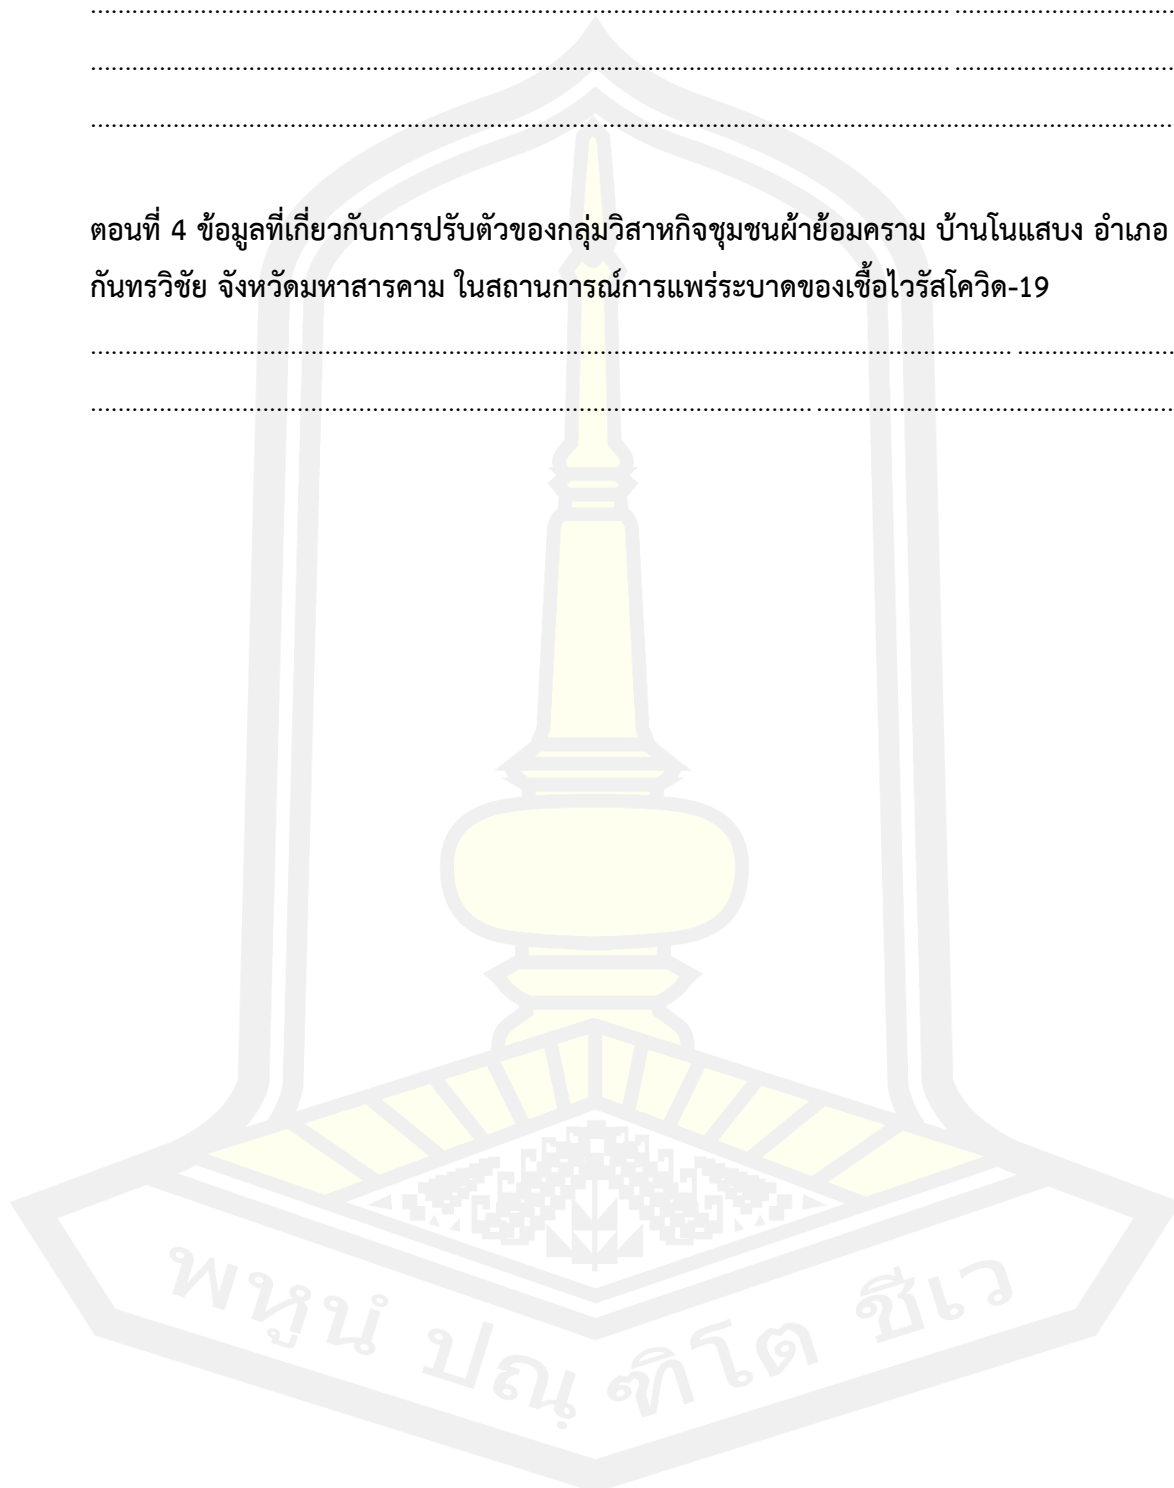 ตอนที่ 4 ข้อมูลที่เกี่ยวกับการปรับตัวของกลุ่มวิสาหกิจชุมชนผ้าย้อมคราม บ้านโนแสบง อำเภอ
กันทรวิชัย จังหวัดมหาสารคาม ในสถานการณ์การแพร่ระบาดของเชื้อไวรัสโควิด-19
พหูนํ ปณฺฑิโต ชีเว